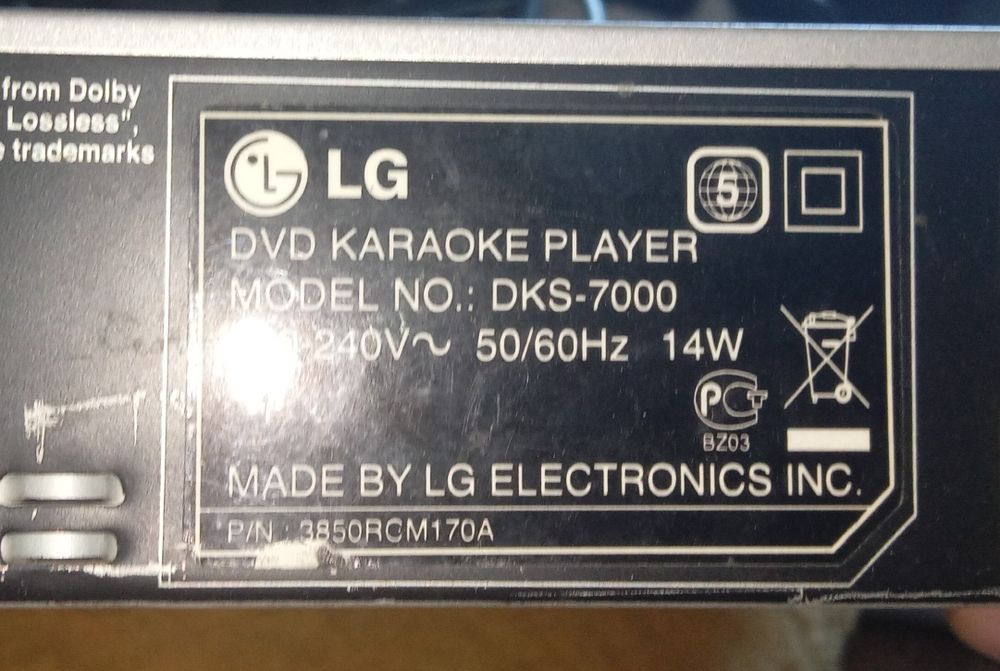 from Dolby
Lossless",
trademarks
LG
5
DVD KARAOKE PLAYER
MODEL NO.: DKS-7000
240V~ 50/60Hz 14W
BZ03
MADE BY LG ELECTRONICS INC.
P/N : 3850RCM170A